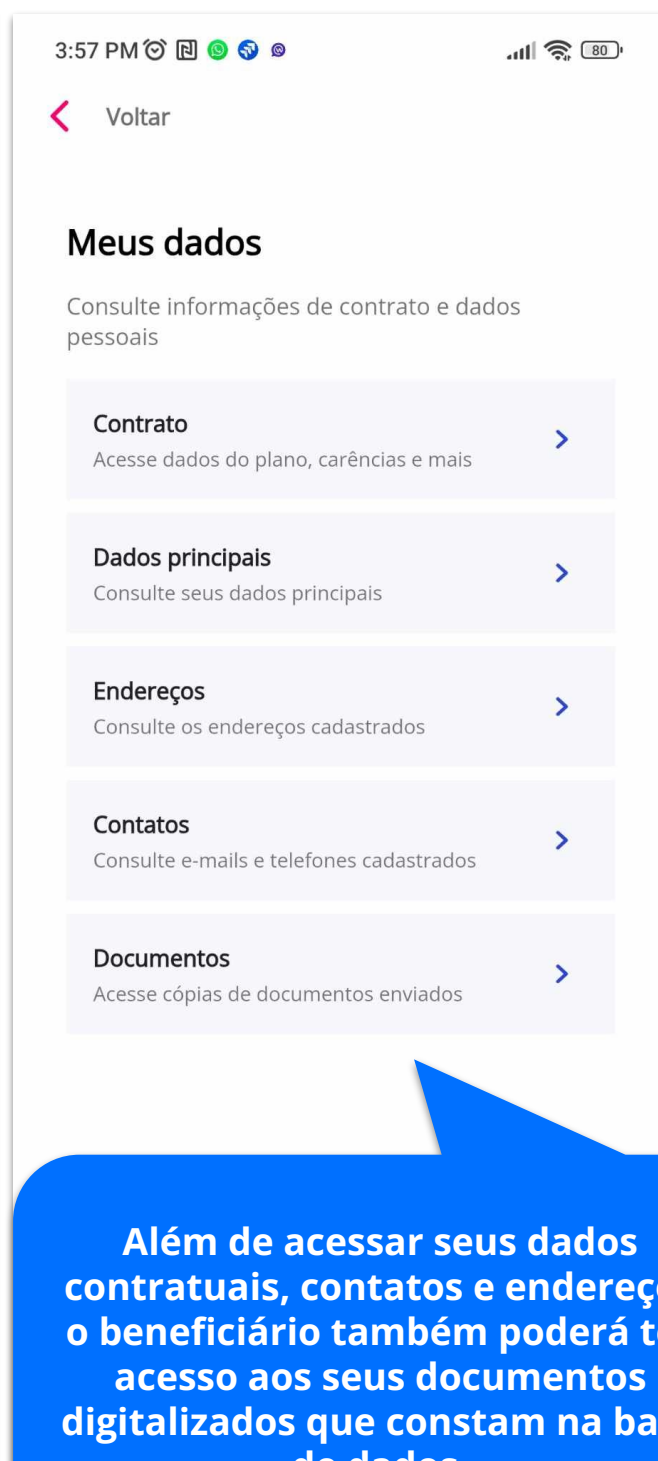 3:57 PM
80
Voltar
Meus dados
Consulte informações de contrato e dados
pessoais
Contrato
Acesse dados do plano, carências e mais
Dados principais
Consulte seus dados principais
Endereços
Consulte os endereços cadastrados
Contatos
Consulte e-mails e telefones cadastrados
Documentos
Acesse cópias de documentos enviados
Além de acessar seus dados
contratuais, contatos e
o beneficiário também poderá
acesso aos seus documentos
digitalizados que constam na
de dados